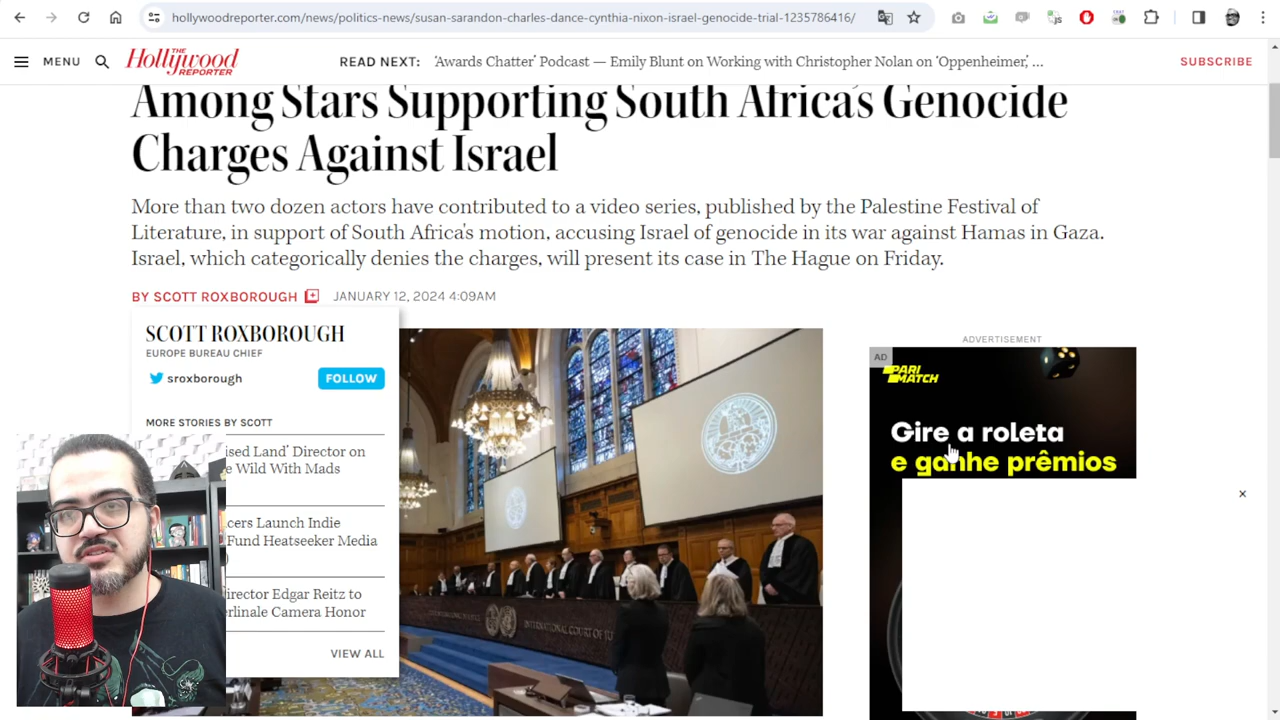 hollywoodreporter.com/news/politics-news/susan-sarandon-charles-dance-cynthia-nixon-israel-genocide-trial-1235786416/
MENU
THE Hollywood REPORTER
READ NEXT: 'Awards Chatter' Podcast — Emily Blunt on Working with Christopher Nolan on 'Oppenheimer,' ...
SUBSCRIBE
Among Stars Supporting South Africa's Genocide
Charges Against Israel
More than two dozen actors have contributed to a video series, published by the Palestine Festival of
Literature, in support of South Africa's motion, accusing Israel of genocide in its war against Hamas in Gaza.
Israel, which categorically denies the charges, will present its case in The Hague on Friday.
BY SCOTT ROXBOROUGH
JANUARY 12, 2024 4:09AM
SCOTT ROXBOROUGH
EUROPE BUREAU CHIEF
sroxborough
FOLLOW
MORE STORIES BY SCOTT
ised Land' Director on
e Wild With Mads
cers Launch Indie
Fund Heatseeker Media
irector Edgar Reitz to
erlinale Camera Honor
VIEW ALL
INTERNATIONAL COURT OF JU
ADVERTISEMENT
AD
PARI MATCH
Gire a roleta
e ganhe prêmios